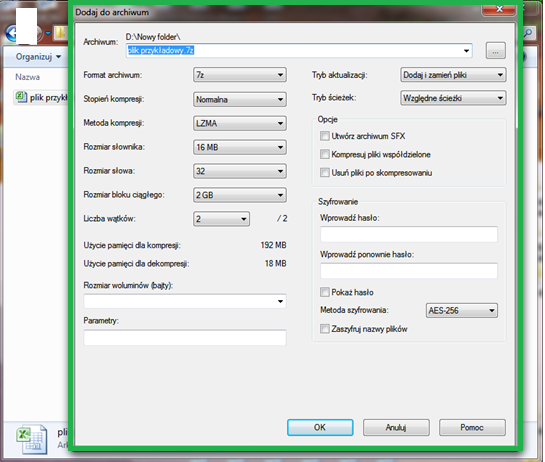 Dodaj do archiwum
D:\Nowy folder\
Archiwum: plik przykładowy.7z ...
Organizuj
Nazwa
plik przykł
Format archiwum: 7z
Stopień kompresji: Normalna
Metoda kompresji: LZMA
Rozmiar słownika: 16 MB
Rozmiar słowa: 32
Rozmiar bloku ciągłego: 2 GB
Liczba wątków: 2 / 2
Użycie pamięci dla kompresji: 192 MB
Użycie pamięci dla dekompresji: 18 MB
Rozmiar woluminów (bajty):
Parametry:
Tryb aktualizacji: Dodaj i zamień pliki
Tryb ścieżek: Względne ścieżki
Opcje
Utwórz archiwum SFX
Kompresuj pliki współdzielone
Usuń pliki po skompresowaniu
Szyfrowanie
Wprowadź hasło:
Wprowadź ponownie hasło:
Pokaż hasło
Metoda szyfrowania: AES-256
Zaszyfruj nazwy plików
OK Anuluj Pomoc
pli
Ark